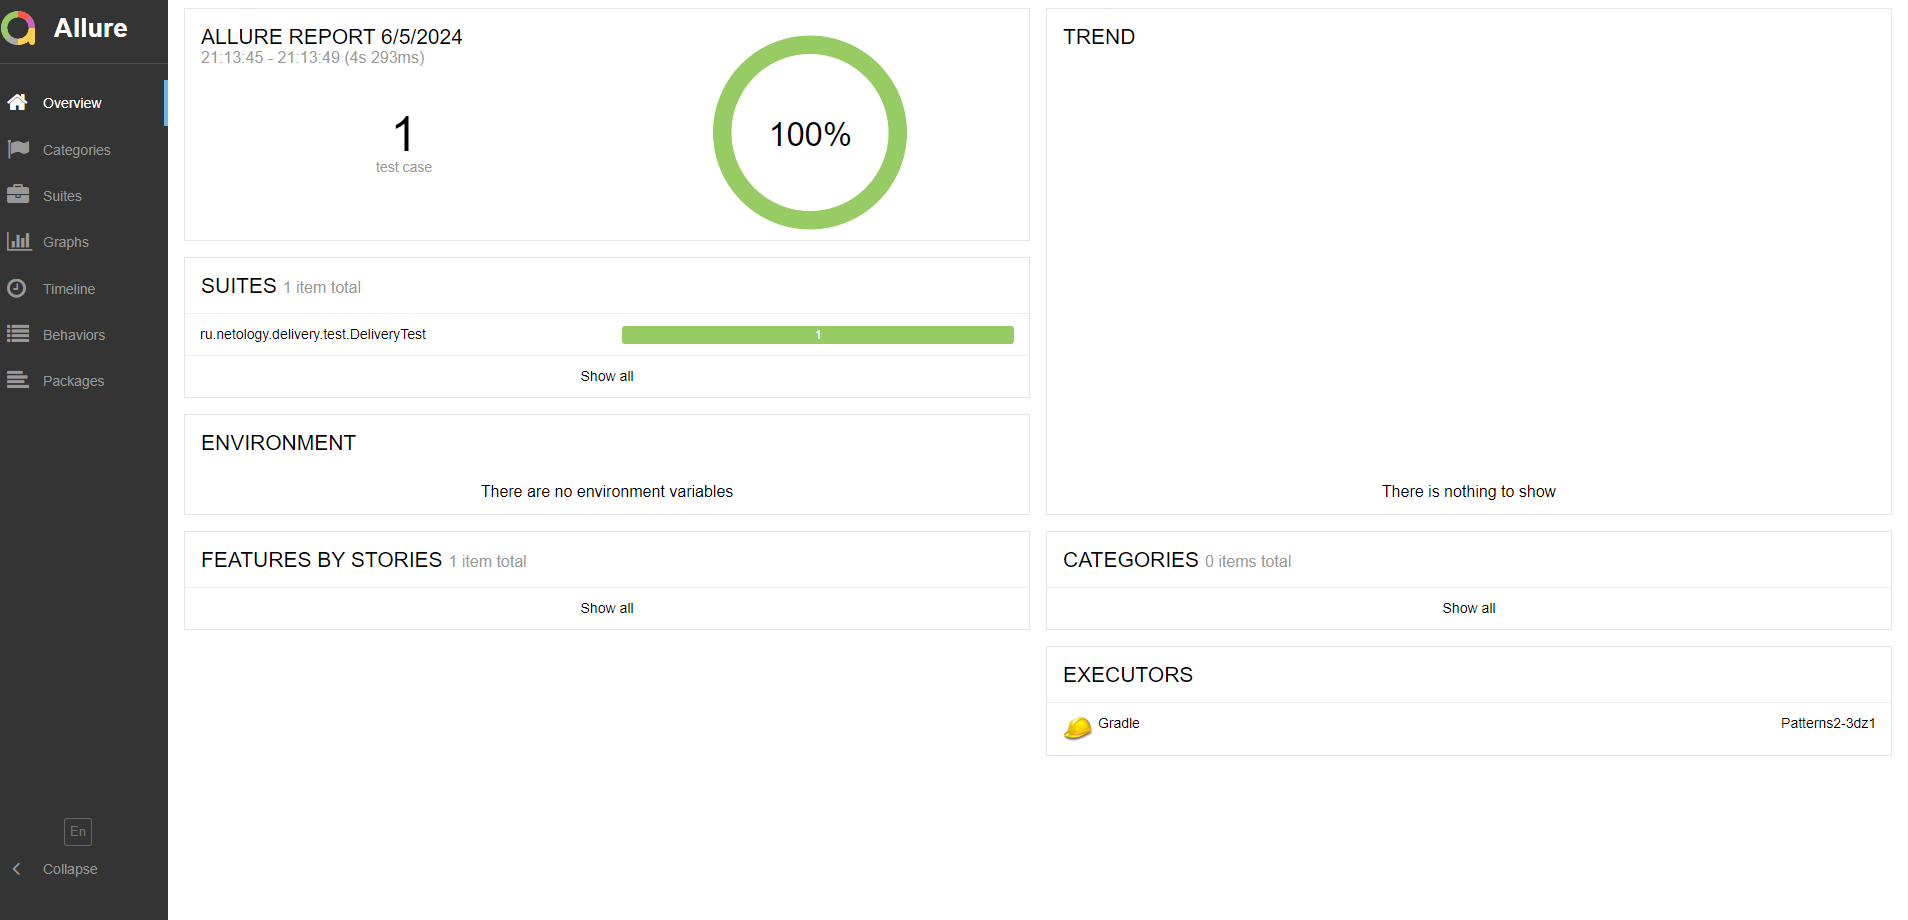 Allure
Overview
Categories
Suites
Graphs
Timeline
Behaviors
Packages
En
Collapse
ALLURE REPORT 6/5/2024
21:13:45 - 21:13:49 (4s 293ms)
1
test case
100%
SUITES 1 item total
ru.netology.delivery.test.DeliveryTest 1
Show all
ENVIRONMENT
There are no environment variables
FEATURES BY STORIES 1 item total
Show all
TREND
There is nothing to show
CATEGORIES 0 items total
Show all
EXECUTORS
Gradle Patterns2-3dz1